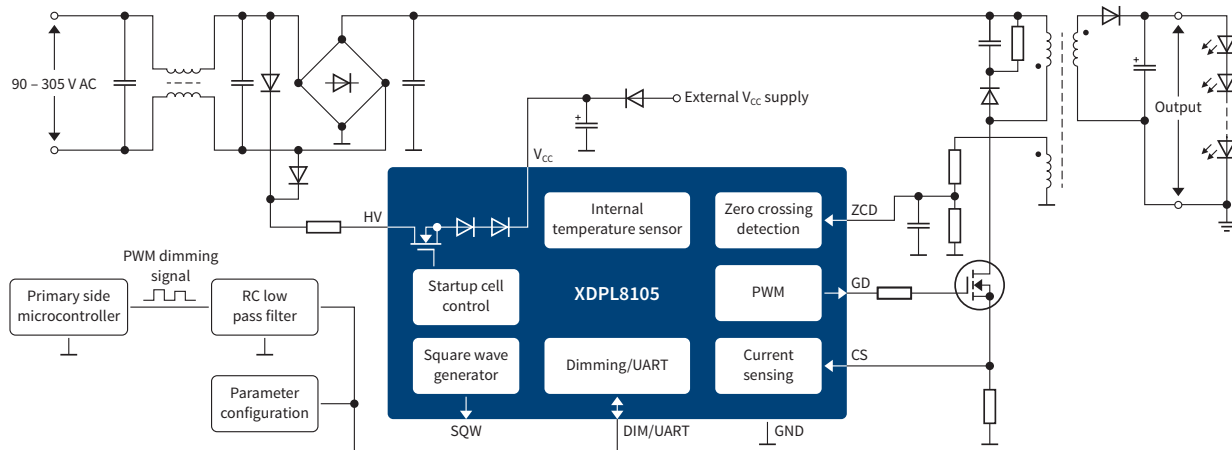 90 – 305 V AC
External VCC supply
Output
VCC
HV
Internal
temperature sensor
Zero crossing
detection
ZCD
PWM dimming
signal
Primary side
microcontroller
RC low
pass filter
Startup cell
control
XDPL8105
PWM
GD
Square wave
generator
Dimming/UART
Current
sensing
CS
Parameter
configuration
SQW
DIM/UART
GND
+
+